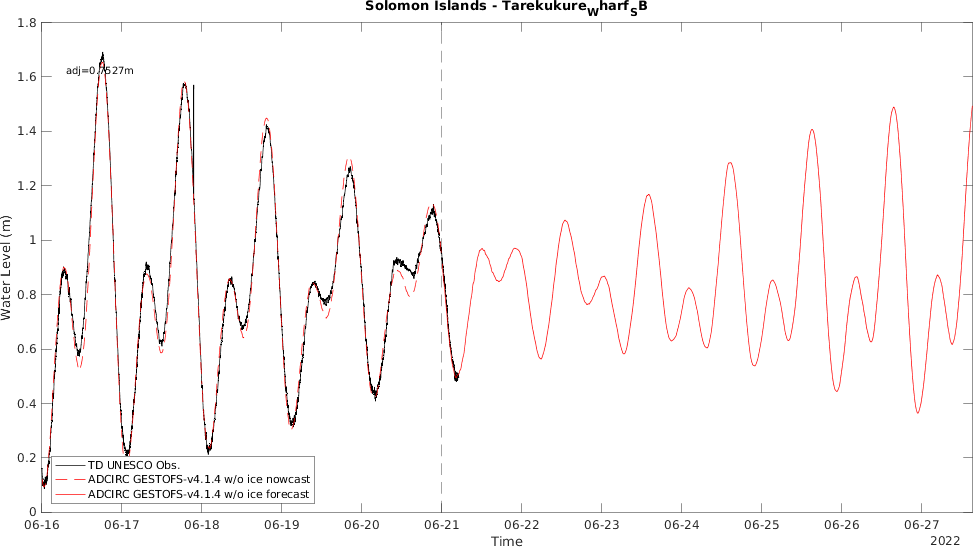 Solomon Islands - Tarekukure_Wharf_SB
1.8
adj=0.7527m
1.6
1.4
1.2
1
0.8
0.6
0.4
0.2
0
Water Level (m)
TD UNESCO Obs.
ADCIRC GESTOFS-v4.1.4 w/o ice nowcast
ADCIRC GESTOFS-v4.1.4 w/o ice forecast
06-16 06-17 06-18 06-19 06-20 06-21 06-22 06-23 06-24 06-25 06-26 06-27
Time
2022